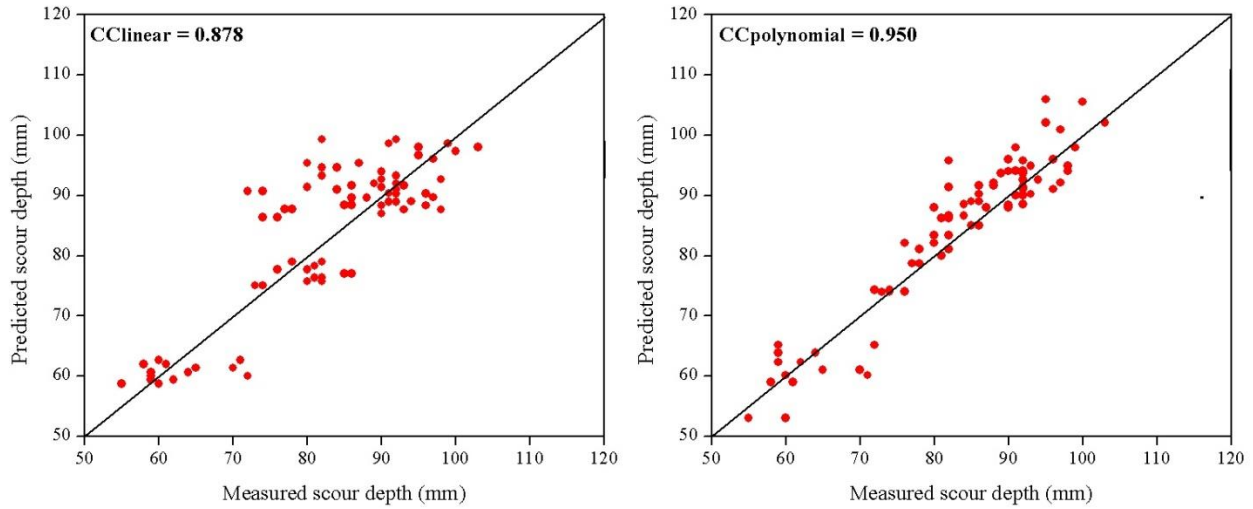 CClinear = 0.878
120
110
100
90
80
70
60
50
Predicted scour depth (mm)
50 60 70 80 90 100 110 120
Measured scour depth (mm)
CCpolynomial = 0.950
120
110
100
90
80
70
60
50
Predicted scour depth (mm)
50 60 70 80 90 100 110 120
Measured scour depth (mm)